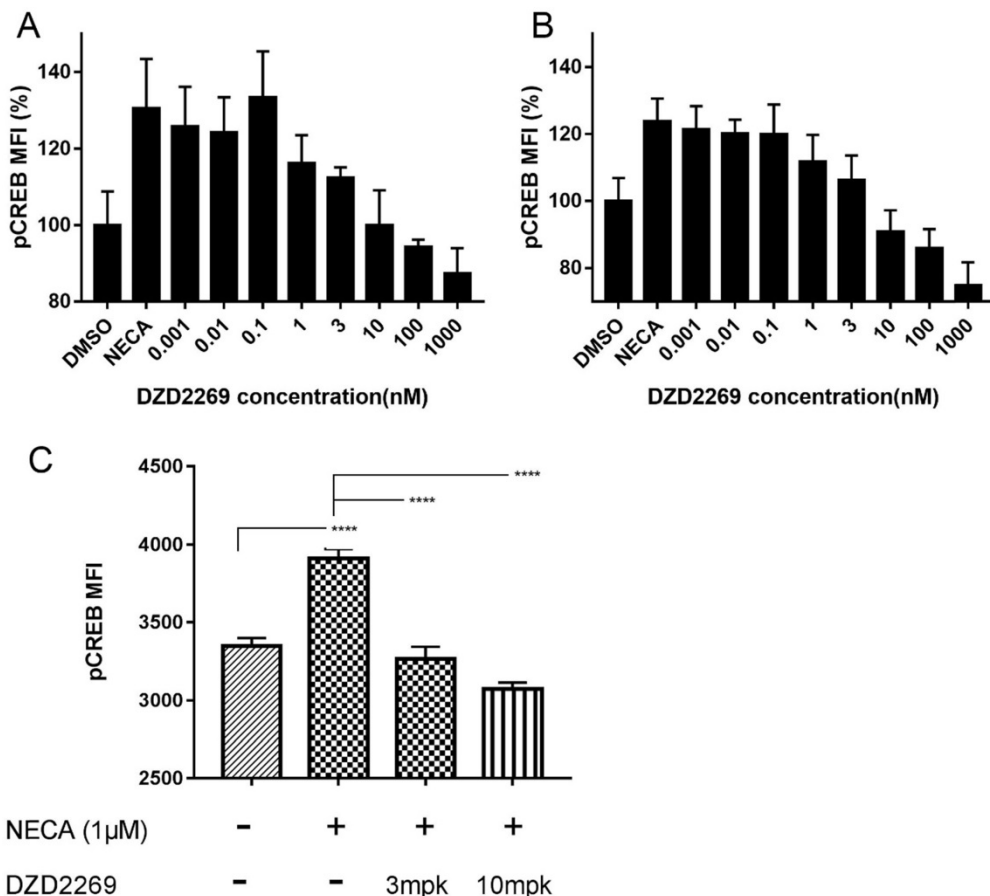 A
pCREB MFI (%)
140
120
100
80
DMSO NECA 0.001 0.01 0.1 1 3 10 100 1000
DZD2269 concentration(nM)
B
pCREB MFI (%)
140
120
100
80
DMSO NECA 0.001 0.01 0.1 1 3 10 100 1000
DZD2269 concentration(nM)
C
pCREB MFI
4500
4000
3500
3000
2500
****
****
****
NECA (1μM) - + + +
DZD2269 - - 3mpk 10mpk